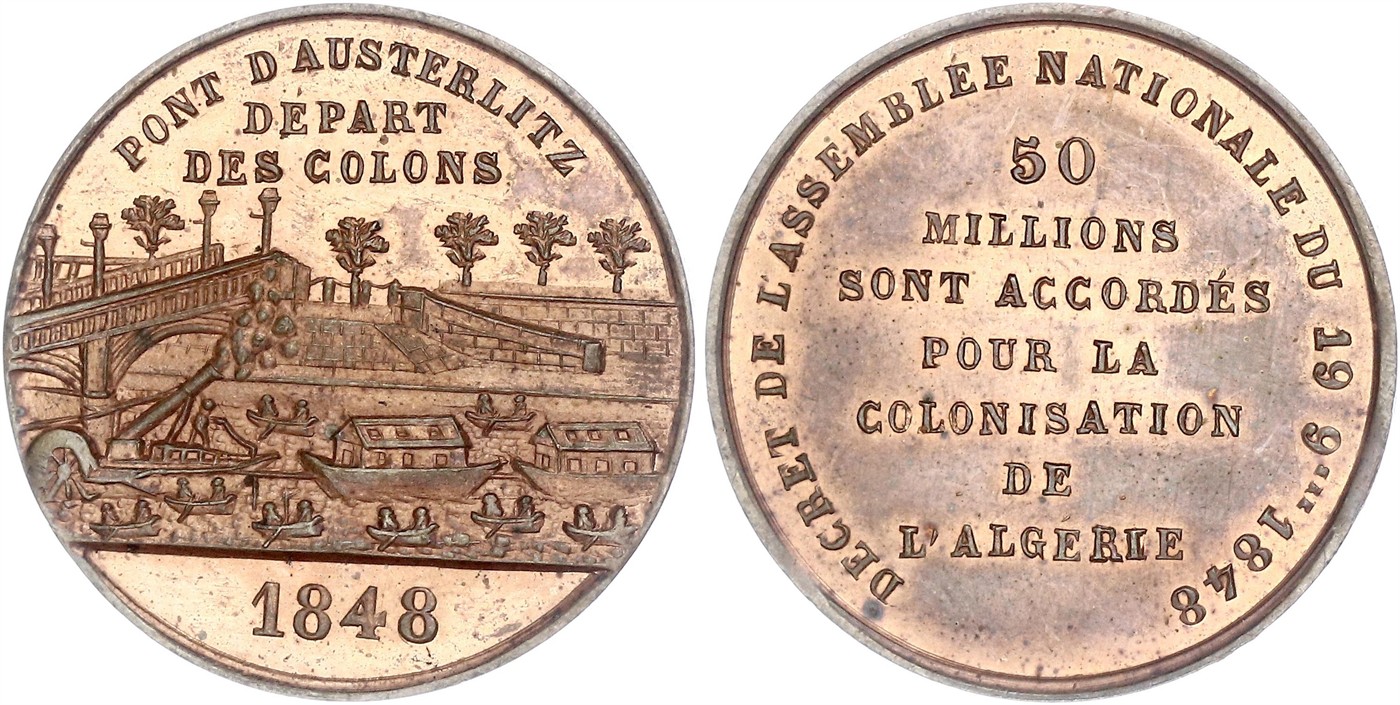 PONT D'AUSTERLITZ
DEPART
DES COLONS
1848
DECRET DE L'ASSEMBLÉE NATIONALE DU 19 9.... 1848
50
MILLIONS
SONT ACCORDÉS
POUR LA
COLONISATION
DE
L'ALGERIE